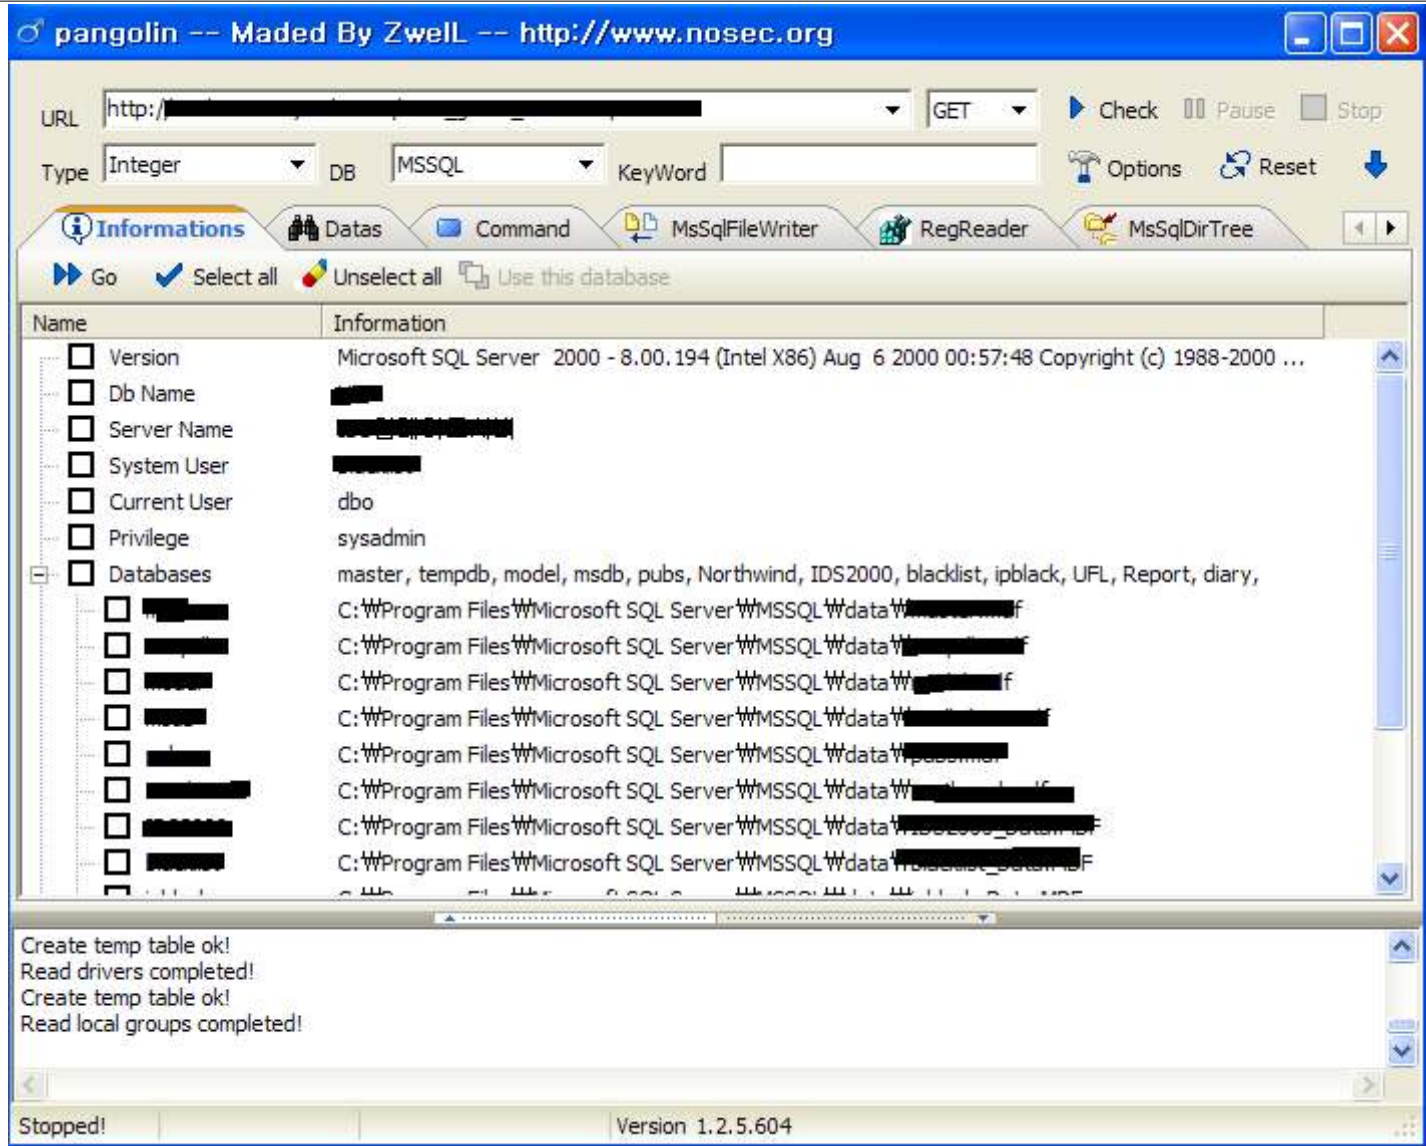 pangolin -- Maded By ZwelL -- http://www.nosec.org
URL http:/ GET Check Pause Stop
Type Integer DB MSSQL KeyWord Options Reset
Informations Datas Command MsSqlFileWriter RegReader MsSqlDirTree
Go Select all Unselect all Use this database
Name Information
Version Microsoft SQL Server 2000 - 8.00.194 (Intel X86) Aug 6 2000 00:57:48 Copyright (c) 1988-2000 ...
Db Name
Server Name
System User
Current User dbo
Privilege sysadmin
Databases master, tempdb, model, msdb, pubs, Northwind, IDS2000, blacklist, ipblack, UFL, Report, diary,
C:₩Program Files₩Microsoft SQL Server₩MSSQL₩data₩
C:₩Program Files₩Microsoft SQL Server₩MSSQL₩data₩
C:₩Program Files₩Microsoft SQL Server₩MSSQL₩data₩
C:₩Program Files₩Microsoft SQL Server₩MSSQL₩data₩
C:₩Program Files₩Microsoft SQL Server₩MSSQL₩data₩
C:₩Program Files₩Microsoft SQL Server₩MSSQL₩data₩
C:₩Program Files₩Microsoft SQL Server₩MSSQL₩data₩
C:₩Program Files₩Microsoft SQL Server₩MSSQL₩data₩
Create temp table ok!
Read drivers completed!
Create temp table ok!
Read local groups completed!
Stopped! Version 1.2.5.604